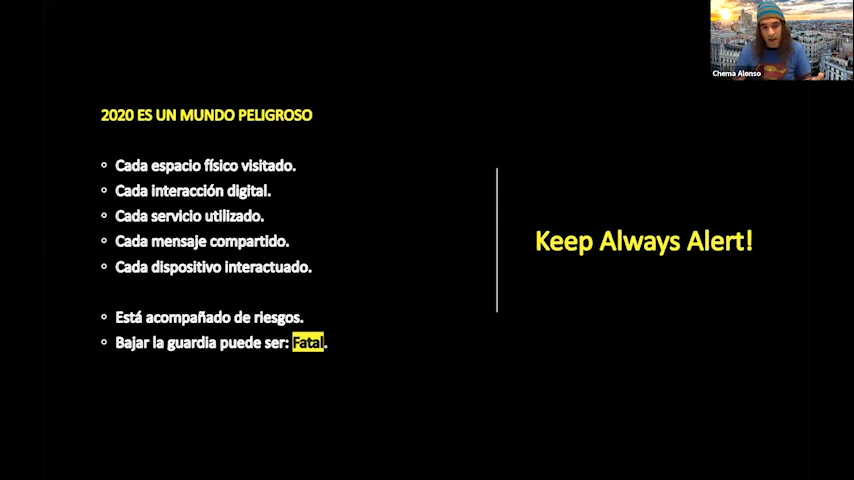 Chema Alonso
2020 ES UN MUNDO PELIGROSO
Cada espacio físico visitado.
Cada interacción digital.
Cada servicio utilizado.
Cada mensaje compartido.
Cada dispositivo interactuado.
Está acompañado de riesgos.
Bajar la guardia puede ser: Fatal.
Keep Always Alert!